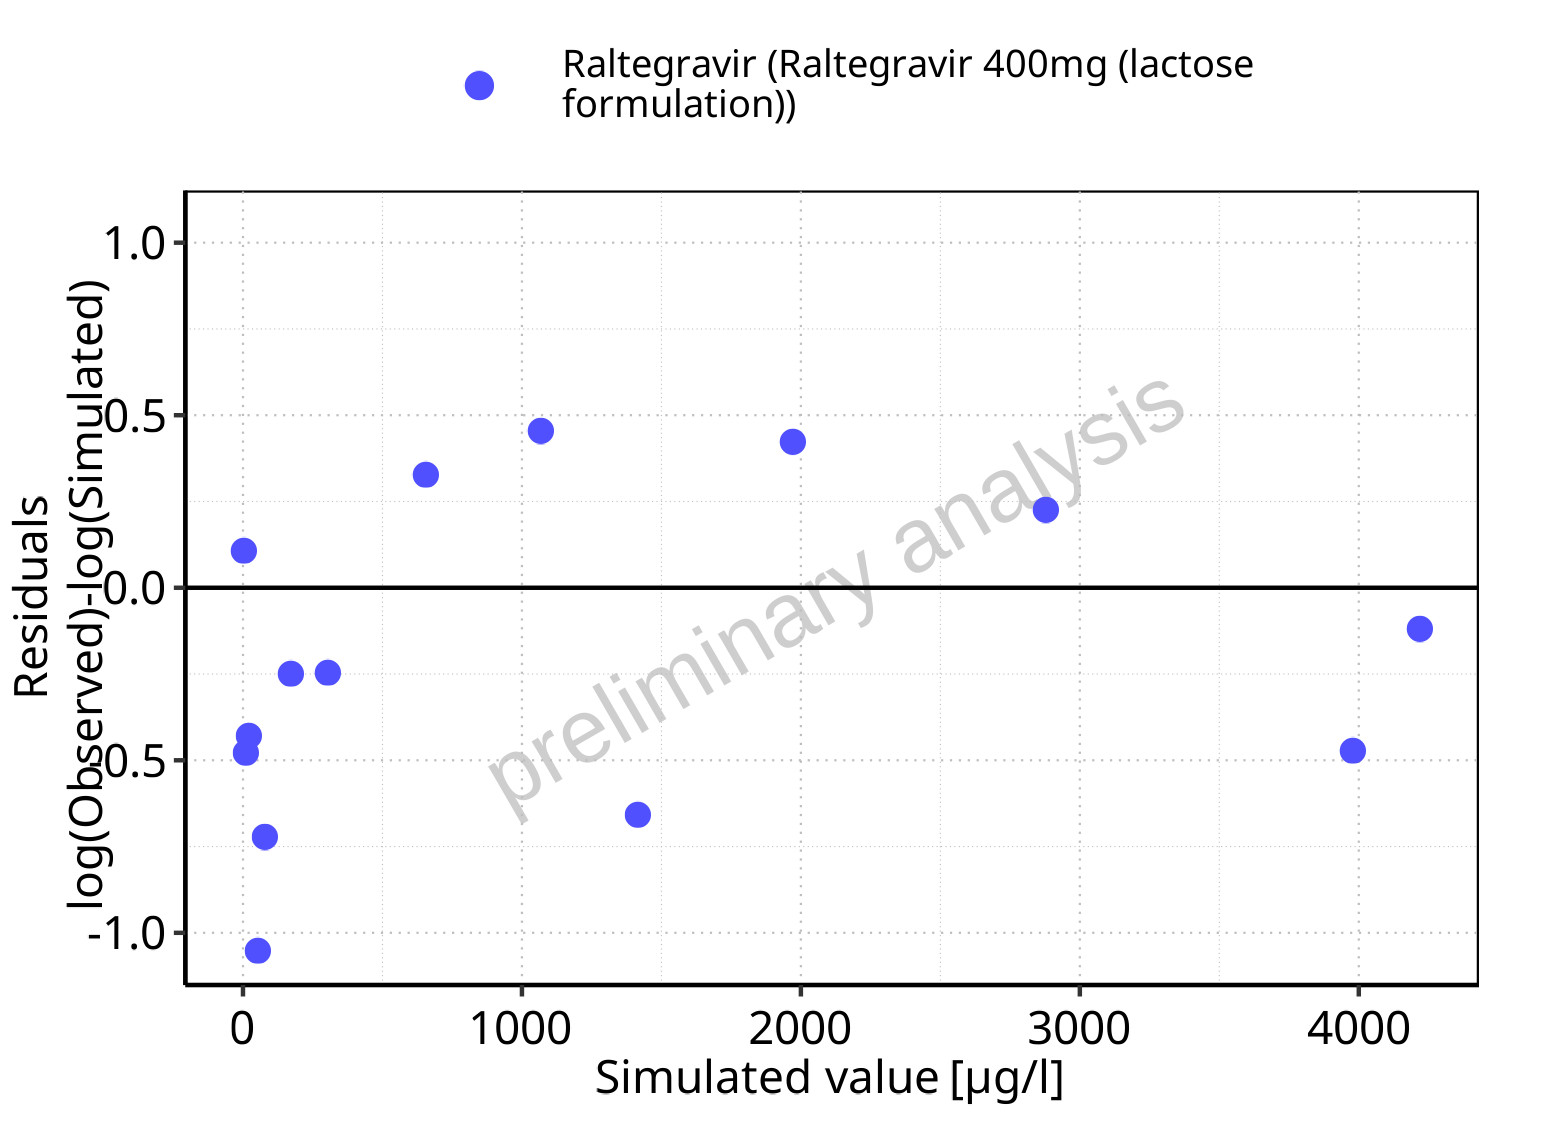 Raltegravir (Raltegravir 400mg (lactose
formulation))
Residuals
log(Observed)-log(Simulated)
1.0
0.5
0.0
-0.5
-1.0
preliminary analysis
0 1000 2000 3000 4000
Simulated value [µg/l]